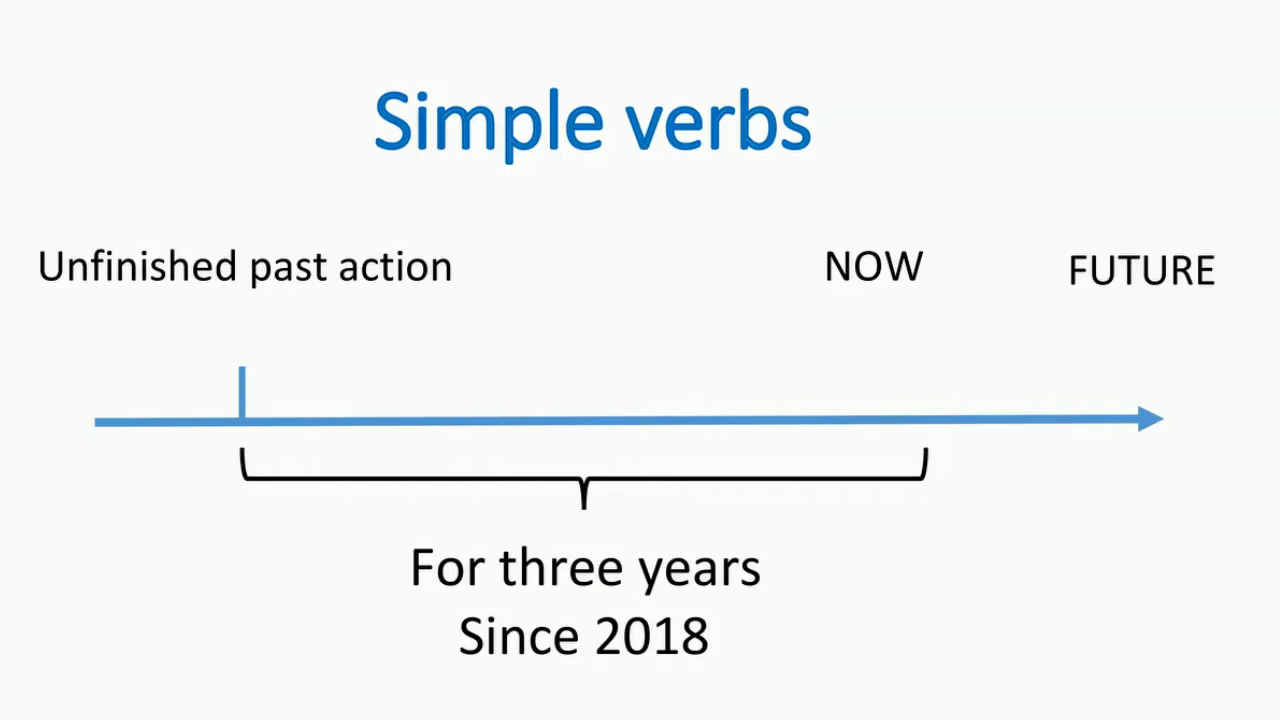 Simple verbs
Unfinished past action
NOW
FUTURE
For three years
Since 2018